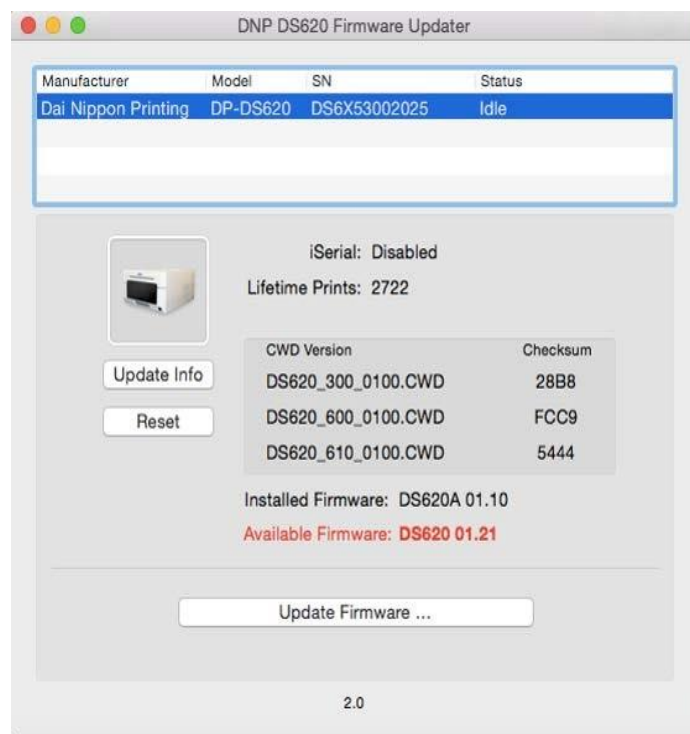 DNP DS620 Firmware Updater
Manufacturer Model SN Status
Dai Nippon Printing DP-DS620 DS6X53002025 Idle
iSerial: Disabled
Lifetime Prints: 2722
CWD Version Checksum
DS620_300_0100.CWD 28B8
DS620_600_0100.CWD FCC9
DS620_610_0100.CWD 5444
Update Info
Reset
Installed Firmware: DS620A 01.10
Available Firmware: DS620 01.21
Update Firmware ...
2.0